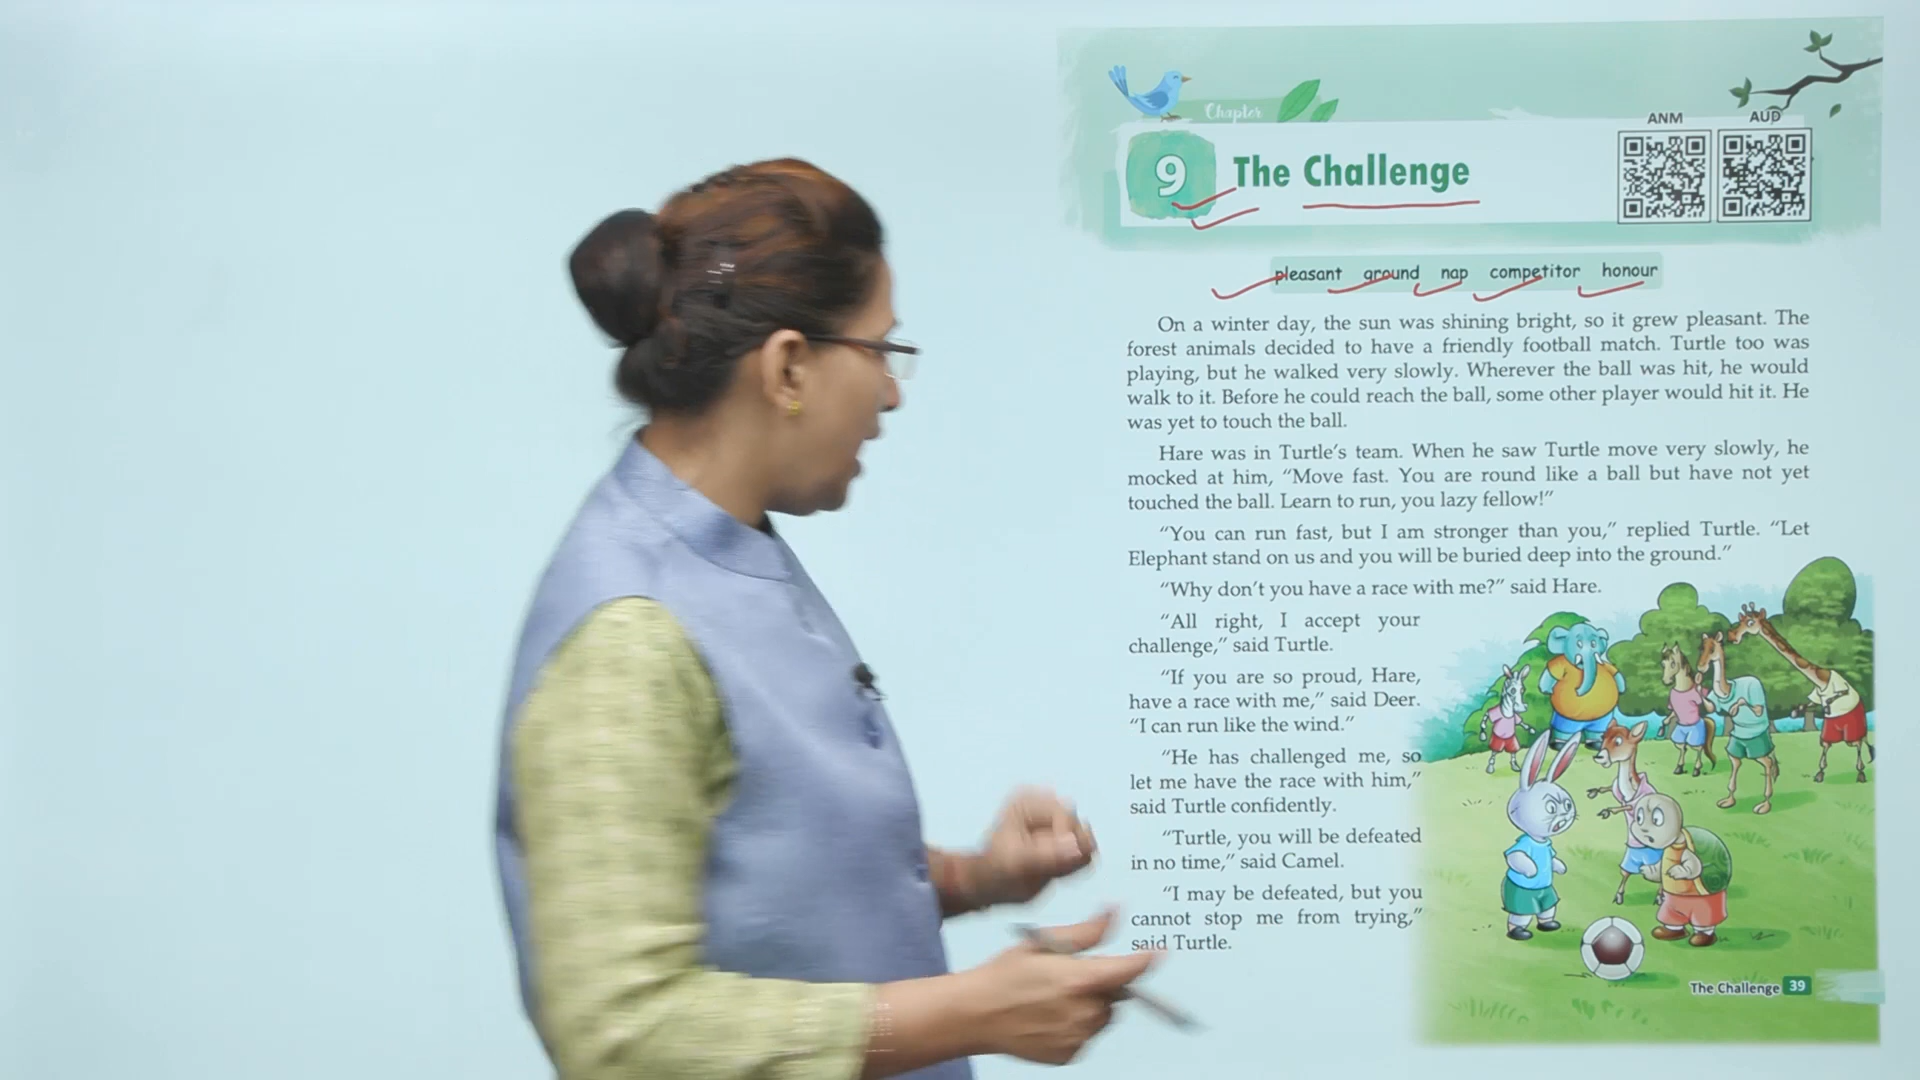 Chapter
9 The Challenge
ANM AUD
pleasant ground nap competitor honour
On a winter day, the sun was shining bright, so it grew pleasant. The
forest animals decided to have a friendly football match. Turtle too was
playing, but he walked very slowly. Wherever the ball was hit, he would
walk to it. Before he could reach the ball, some other player would hit it. He
was yet to touch the ball.
Hare was in Turtle's team. When he saw Turtle move very slowly, he
mocked at him, “Move fast. You are round like a ball but have not yet
touched the ball. Learn to run, you lazy fellow!”
“You can run fast, but I am stronger than you,” replied Turtle. “Let
Elephant stand on us and you will be buried deep into the ground.”
“Why don't you have a race with me?” said Hare.
“All right, I accept your
challenge,” said Turtle.
“If you are so proud, Hare,
have a race with me,” said Deer.
“I can run like the wind.”
“He has challenged me, so
let me have the race with him,”
said Turtle confidently.
“Turtle, you will be defeated
in no time,” said Camel.
“I may be defeated, but you
cannot stop me from trying,”
said Turtle.
The Challenge 39